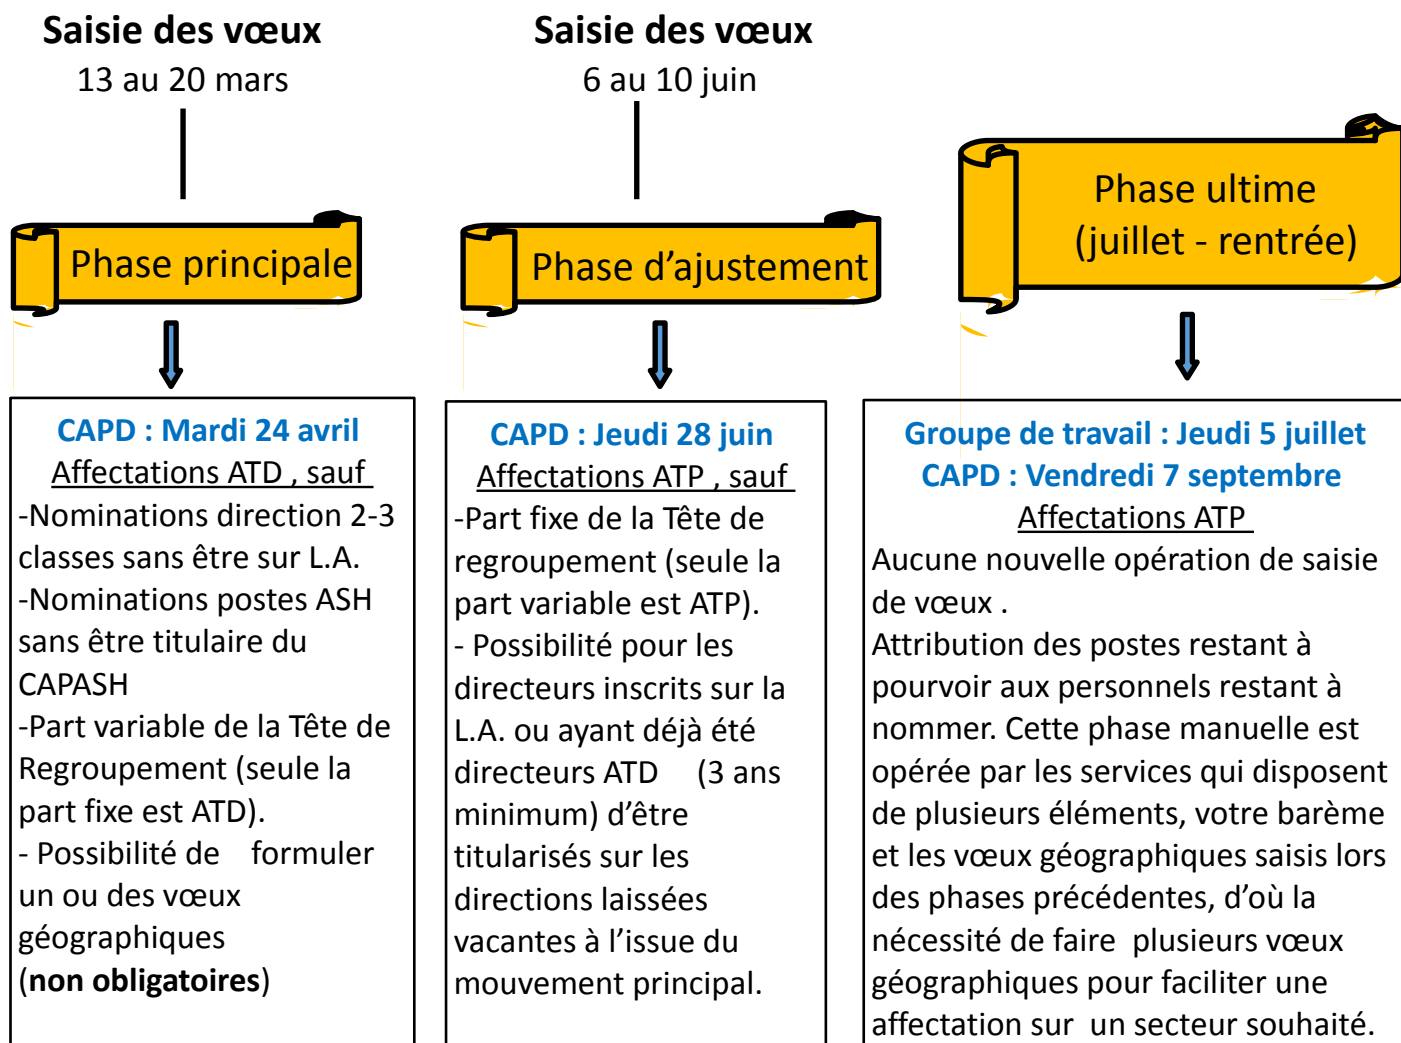 Saisie des vœux
13 au 20 mars
Phase principale
CAPD : Mardi 24 avril
Affectations ATD , sauf
-Nominations direction 2-3
classes sans être sur L.A.
-Nominations postes ASH
sans être titulaire du
CAPASH
-Part variable de la Tête de
Regroupement (seule la
part fixe est ATD).
- Possibilité de formuler
un ou des vœux
géographiques
(non obligatoires)
Saisie des vœux
6 au 10 juin
Phase d’ajustement
CAPD : Jeudi 28 juin
Affectations ATP , sauf
-Part fixe de la Tête de
regroupement (seule la
part variable est ATP).
- Possibilité pour les
directeurs inscrits sur la
L.A. ou ayant déjà été
directeurs ATD (3 ans
minimum) d’être
titularisés sur les
directions laissées
vacantes à l’issue du
mouvement principal.
Phase ultime
(juillet - rentrée)
Groupe de travail : Jeudi 5 juillet
CAPD : Vendredi 7 septembre
Affectations ATP
Aucune nouvelle opération de saisie
de vœux .
Attribution des postes restant à
pourvoir aux personnels restant à
nommer. Cette phase manuelle est
opérée par les services qui disposent
de plusieurs éléments, votre barème
et les vœux géographiques saisis lors
des phases précédentes, d’où la
nécessité de faire plusieurs vœux
géographiques pour faciliter une
affectation sur un secteur souhaité.